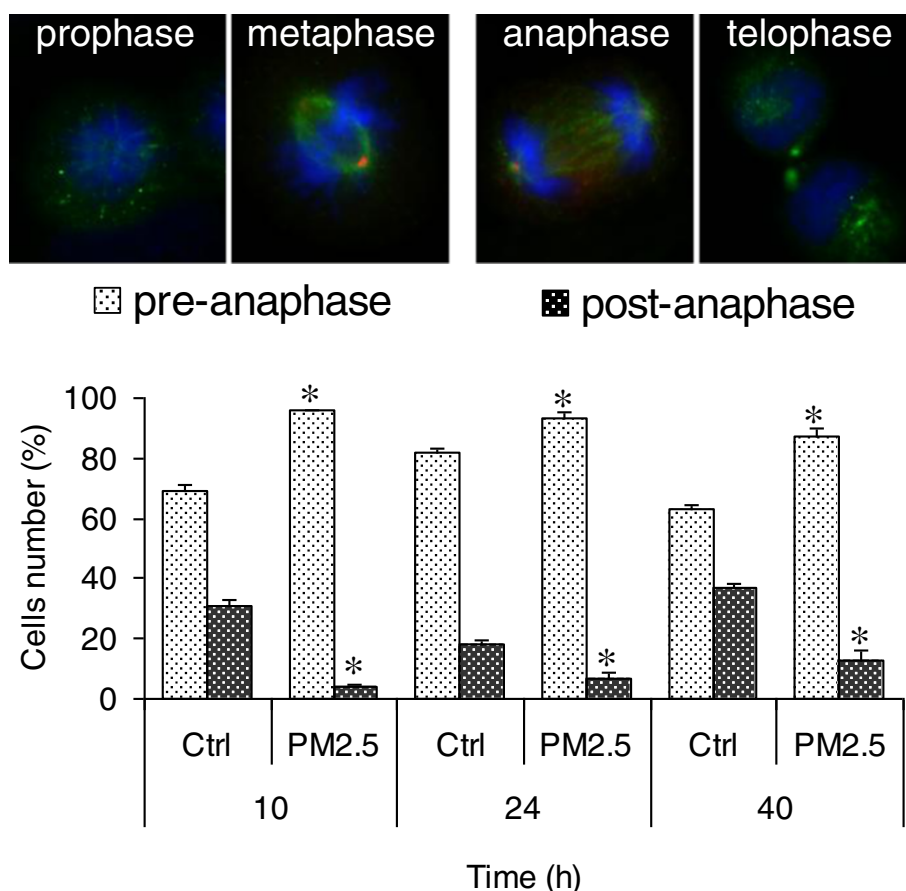 prophase metaphase anaphase telophase
pre-anaphase post-anaphase
100
80
60
40
20
0
Cells number (%)
* * * * * *
Ctrl PM2.5 Ctrl PM2.5 Ctrl PM2.5
10 24 40
Time (h)